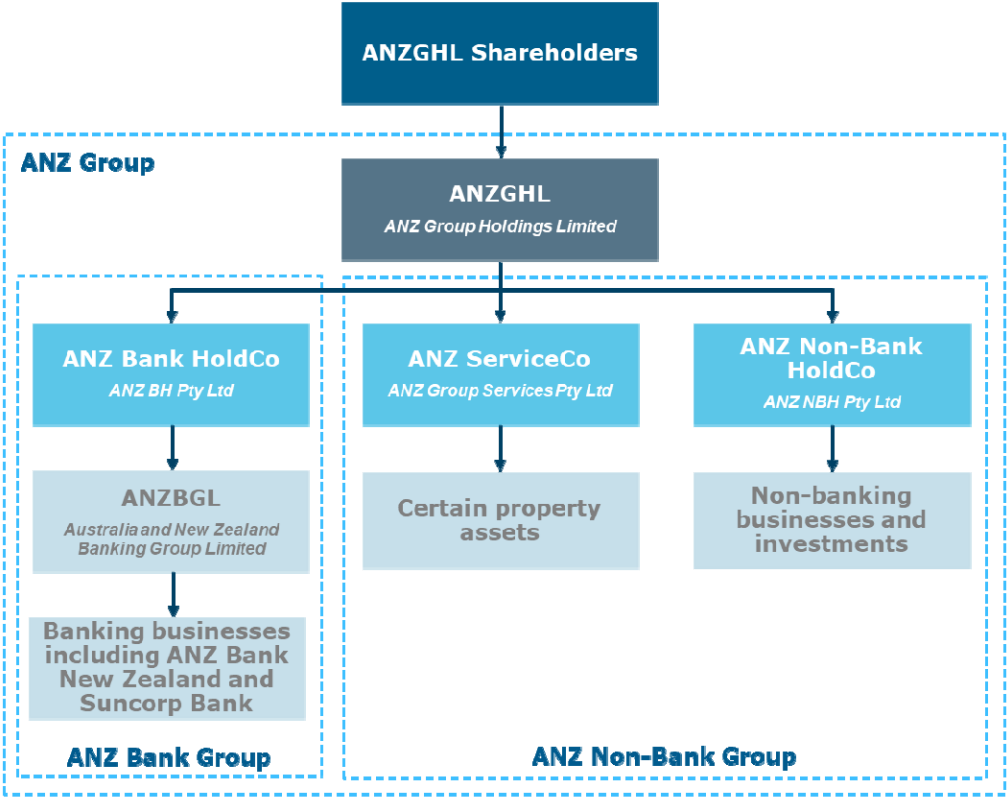 ANZGHL Shareholders
ANZ Group
ANZGHL
ANZ Group Holdings Limited
ANZ Bank HoldCo
ANZ BH Pty Ltd
ANZ ServiceCo
ANZ Group Services Pty Ltd
ANZ Non-Bank
HoldCo
ANZ NBH Pty Ltd
ANZBGL
Australia and New Zealand
Banking Group Limited
Certain property
assets
Non-banking
businesses and
investments
Banking businesses
including ANZ Bank
New Zealand and
Suncorp Bank
ANZ Bank Group
ANZ Non-Bank Group